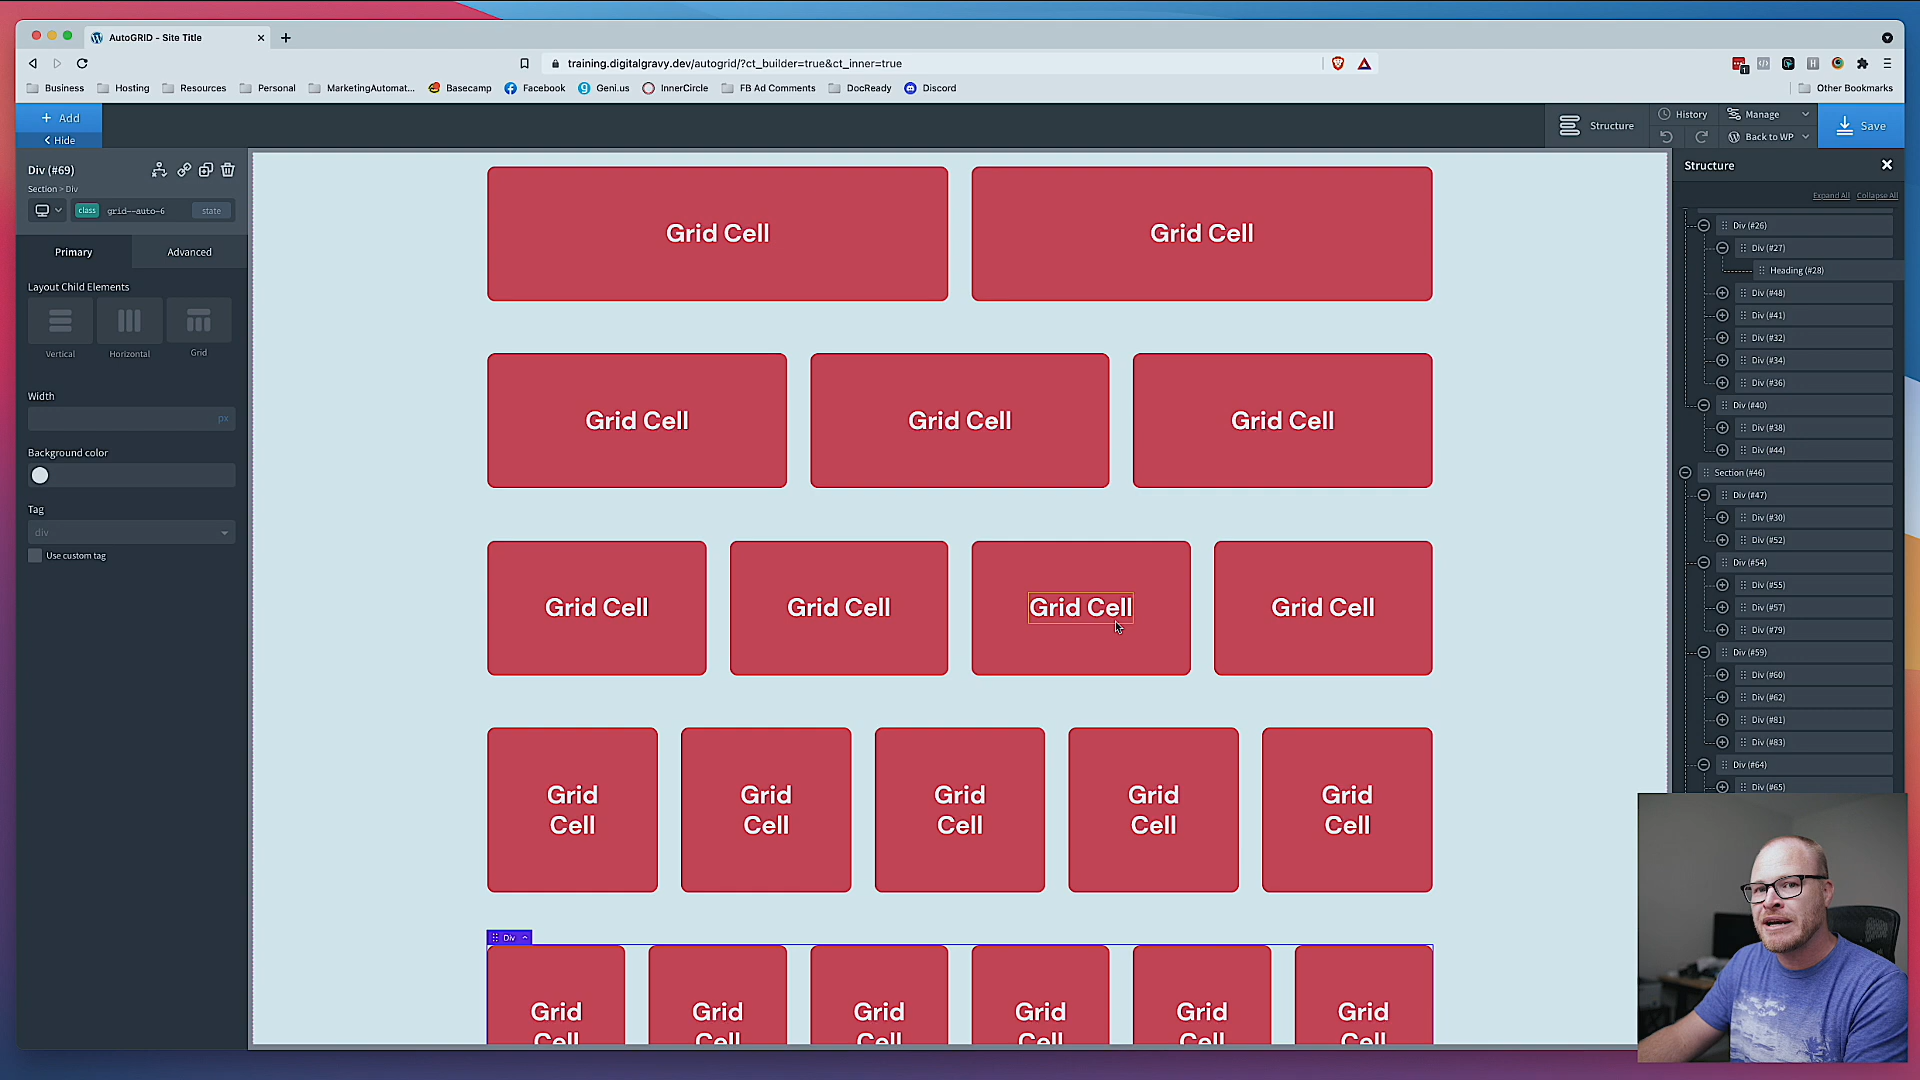 AutoGRID - Site Title
training.digitalgravy.dev/autogrid/?ct_builder=true&ct_inner=true
Business Hosting Resources Personal MarketingAutomat... Basecamp Facebook Geni.us InnerCircle FB Ad Comments DocReady Discord Other Bookmarks
+ Add
Hide
Structure
History
Manage
Back to WP
Save
Div (#69)
Section > Div
class grid--auto-6 state
Primary Advanced
Layout Child Elements
Vertical Horizontal Grid
Width
px
Background color
Tag
div
Use custom tag
Grid Cell Grid Cell
Grid Cell Grid Cell Grid Cell
Grid Cell Grid Cell Grid Cell Grid Cell
Grid Grid Grid Grid Grid
Cell Cell Cell Cell Cell
Div
Grid Grid Grid Grid Grid Grid
Cell Cell Cell Cell Cell Cell
Structure
Expand All Collapse All
Div (#26)
Div (#27)
Heading (#28)
Div (#48)
Div (#41)
Div (#32)
Div (#34)
Div (#36)
Div (#40)
Div (#38)
Div (#44)
Section (#46)
Div (#47)
Div (#30)
Div (#52)
Div (#54)
Div (#55)
Div (#57)
Div (#79)
Div (#59)
Div (#60)
Div (#62)
Div (#81)
Div (#83)
Div (#64)
Div (#65)